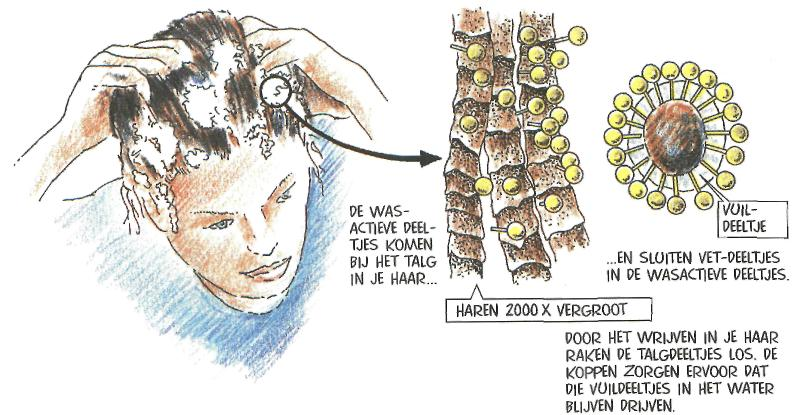 DE WAS-
ACTIEVE DEEL-
TJES KOMEN
BIJ HET TALG
IN JE HAAR...
HAREN 2000 X VERGROOT
VUIL-
DEELTJE
...EN SLUITEN VET-DEELTJES
IN DE WASACTIEVE DEELTJES.
DOOR HET WRIJVEN IN JE HAAR
RAKEN DE TALGDEELTJES LOS. DE
KOPPEN ZORGEN ERVOOR DAT
DIE VUILDEELTJES IN HET WATER
BLIJVEN DRIJVEN.